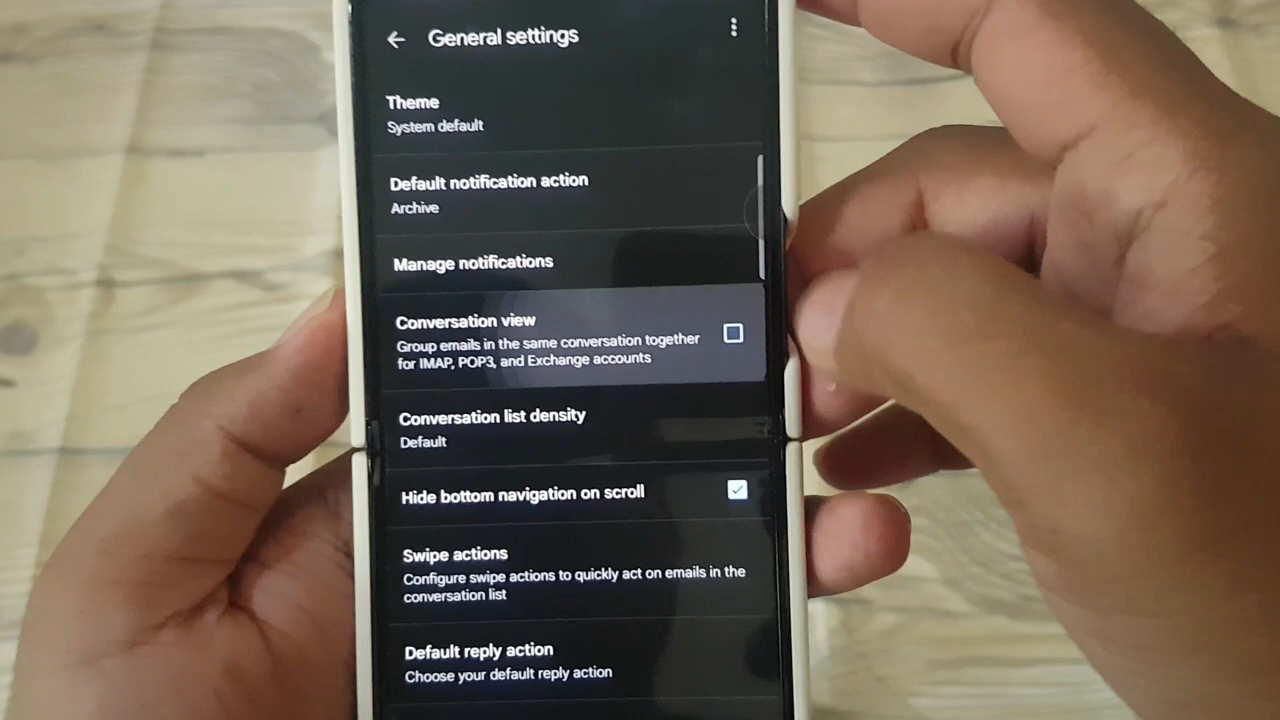 General settings
Theme
System default
Default notification action
Archive
Manage notifications
Conversation view
Group emails in the same conversation together
for IMAP, POP3, and Exchange accounts
Conversation list density
Default
Hide bottom navigation on scroll
Swipe actions
Configure swipe actions to quickly act on emails in the
conversation list
Default reply action
Choose your default reply action